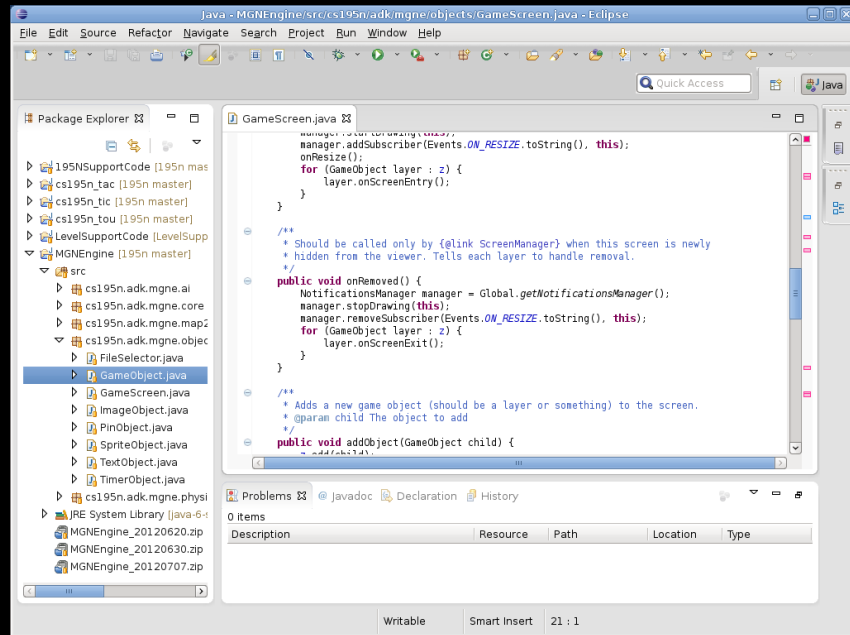 Java - MGNEngine/src/cs195n/adk/mgne/objects/GameScreen.java - Eclipse
File Edit Source Refactor Navigate Search Project Run Window Help
Quick Access
Java
Package Explorer
GameScreen.java
195NSupportCode [195n mas
cs195n_tac [195n master]
cs195n_tic [195n master]
cs195n_tou [195n master]
LevelSupportCode [LevelSupp
MGNEngine [195n master]
src
cs195n.adk.mgne.ai
cs195n.adk.mgne.core
cs195n.adk.mgne.map2
cs195n.adk.mgne.objec
FileSelector.java
GameObject.java
GameScreen.java
ImageObject.java
PinObject.java
SpriteObject.java
TextObject.java
TimerObject.java
cs195n.adk.mgne.physi
JRE System Library [java-6-s
MGNEngine_20120620.zip
MGNEngine_20120630.zip
MGNEngine_20120707.zip
manager.startDrawing(this);
manager.addSubscriber(Events.ON_RESIZE.toString(), this);
onResize();
for (GameObject layer : z) {
layer.onScreenEntry();
}
}
/**
* Should be called only by {@link ScreenManager} when this screen is newly
* hidden from the viewer. Tells each layer to handle removal.
*/
public void onRemoved() {
NotificationsManager manager = Global.getNotificationsManager();
manager.stopDrawing(this);
manager.removeSubscriber(Events.ON_RESIZE.toString(), this);
for (GameObject layer : z) {
layer.onScreenExit();
}
}
/**
* Adds a new game object (should be a layer or something) to the screen.
* @param child The object to add
*/
public void addObject(GameObject child) {
z.add(child);
Problems @ Javadoc Declaration History
0 items
Description Resource Path Location Type
Writable Smart Insert 21 : 1